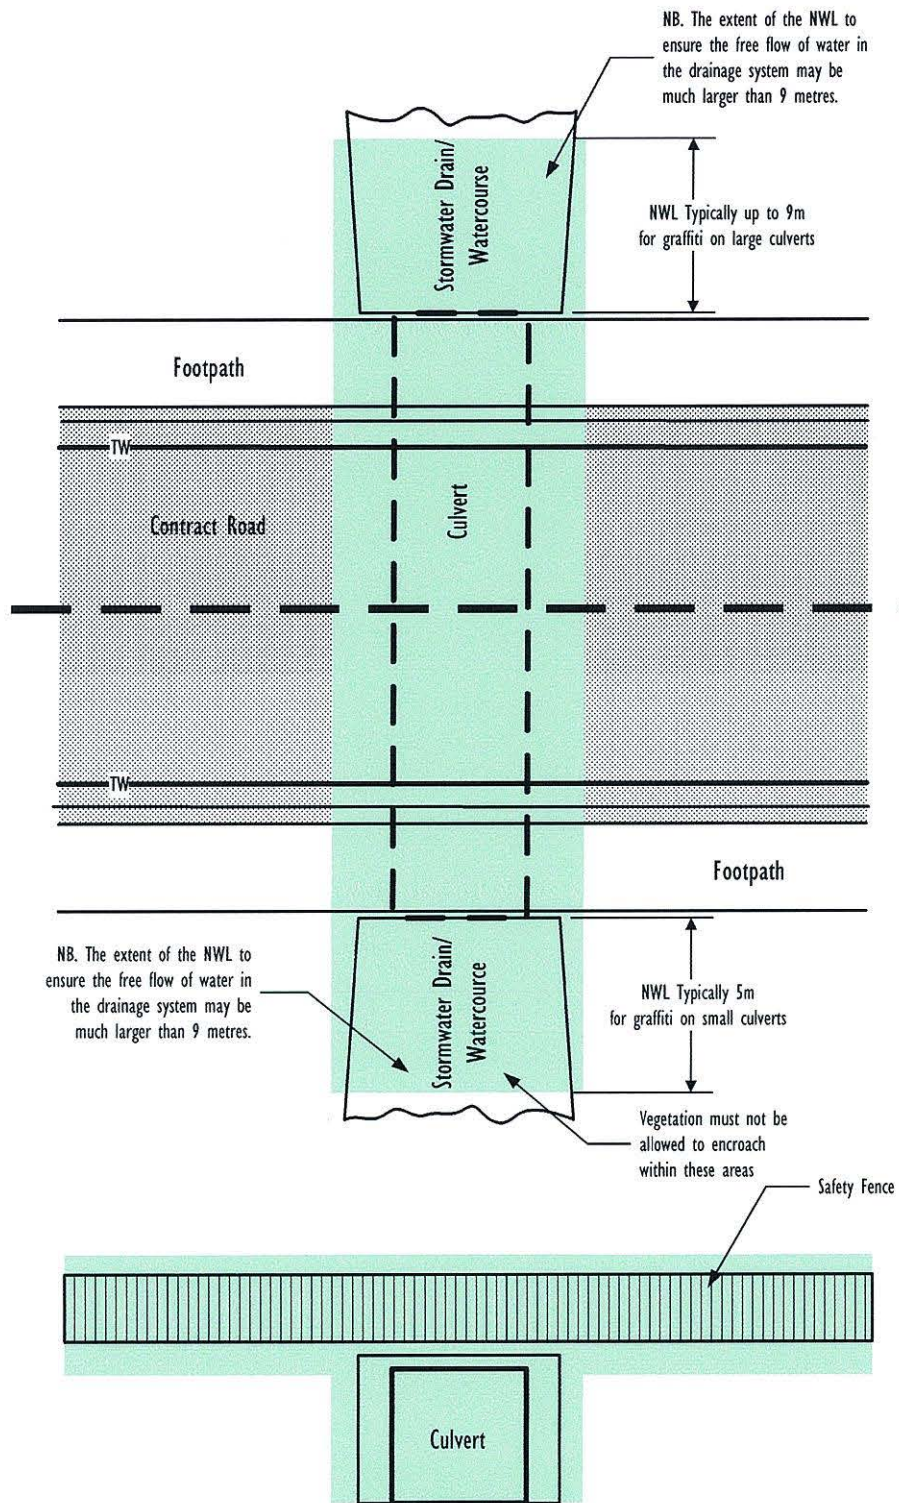 NB. The extent of the NWL to
ensure the free flow of water in
the drainage system may be
much larger than 9 metres.
Stormwater Drain/
Watercourse
NWL Typically up to 9m
for graffiti on large culverts
Footpath
TW
Contract Road
Culvert
TW
Footpath
NB. The extent of the NWL to
ensure the free flow of water in
the drainage system may be
much larger than 9 metres.
Stormwater Drain/
Watercource
NWL Typically 5m
for graffiti on small culverts
Vegetation must not be
allowed to encroach
within these areas
Safety Fence
Culvert